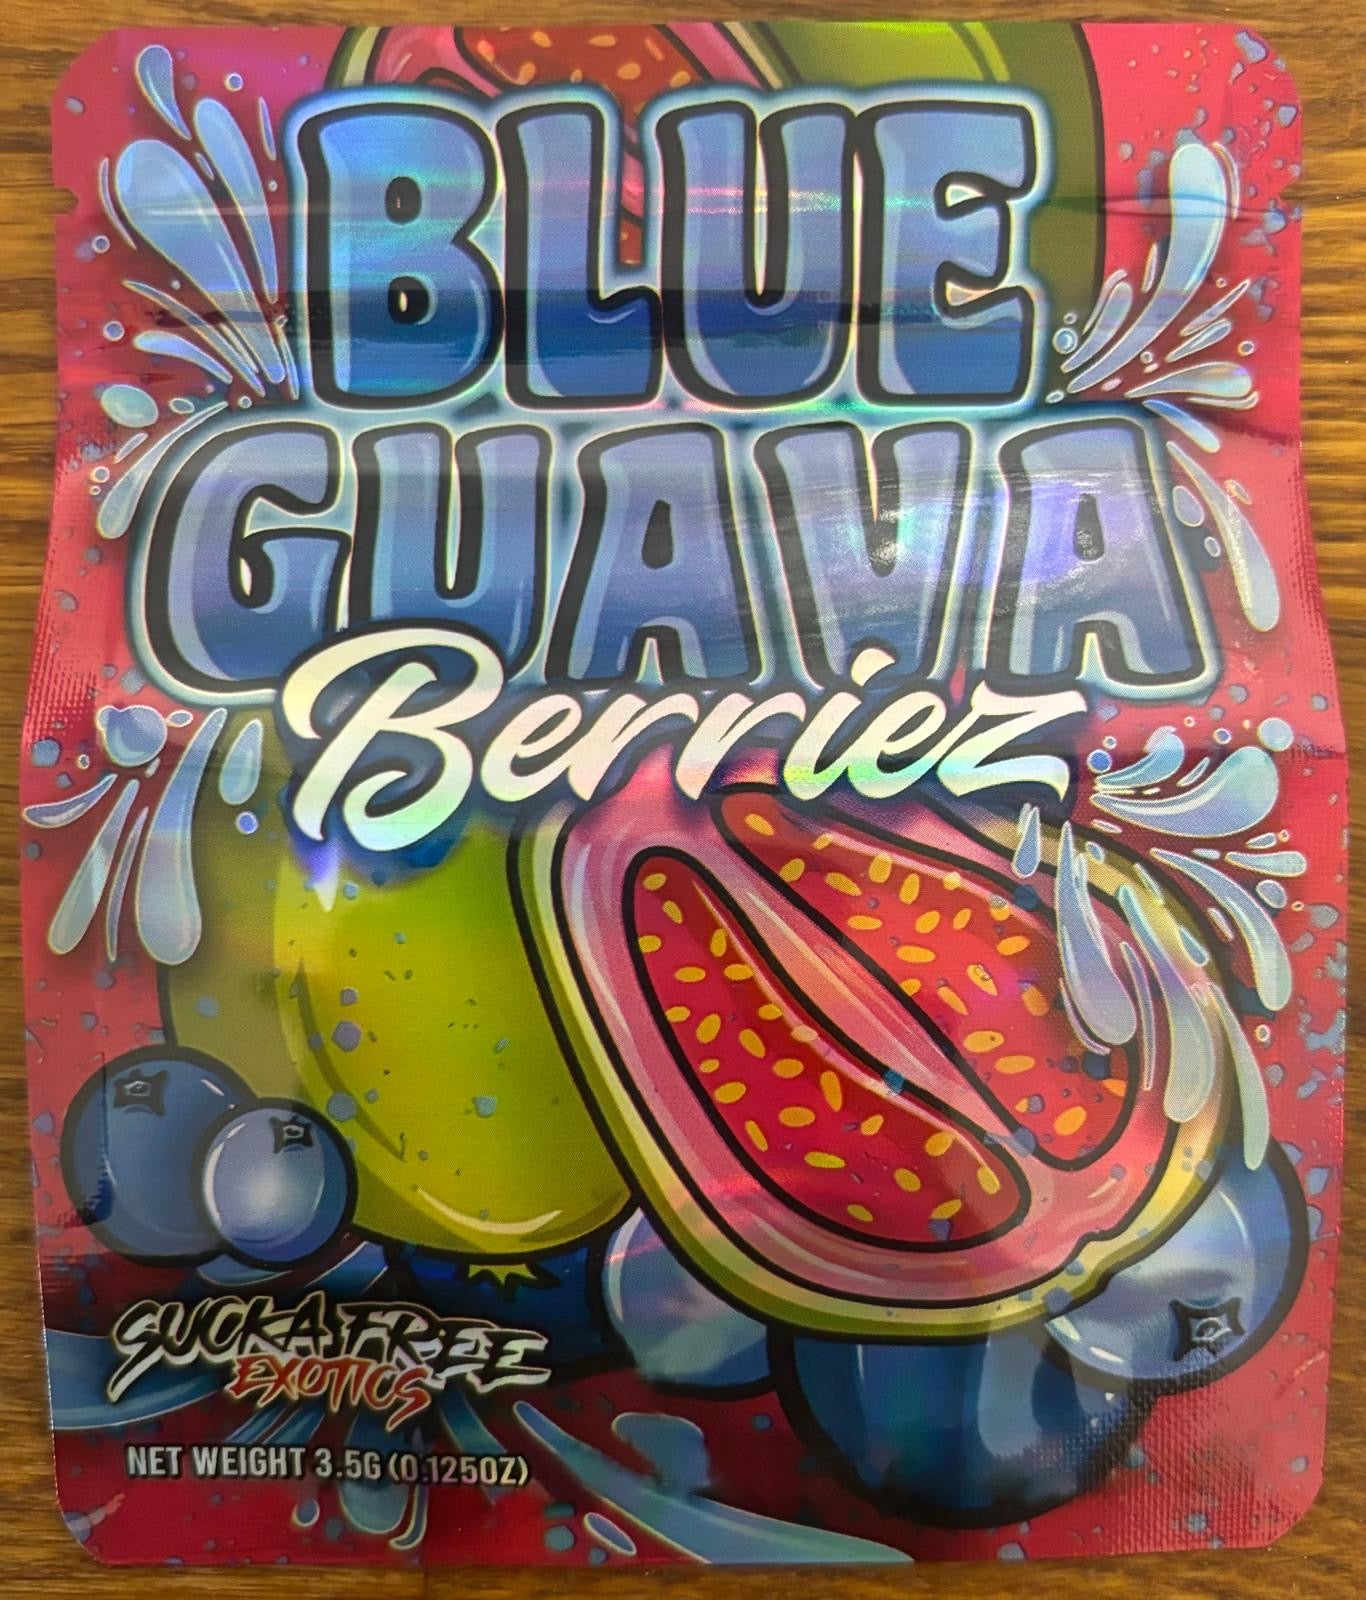 BLUE
GUAVA
Berriez
SUCKA FREE
EXOTICS
NET WEIGHT 3.5G (0.125OZ)